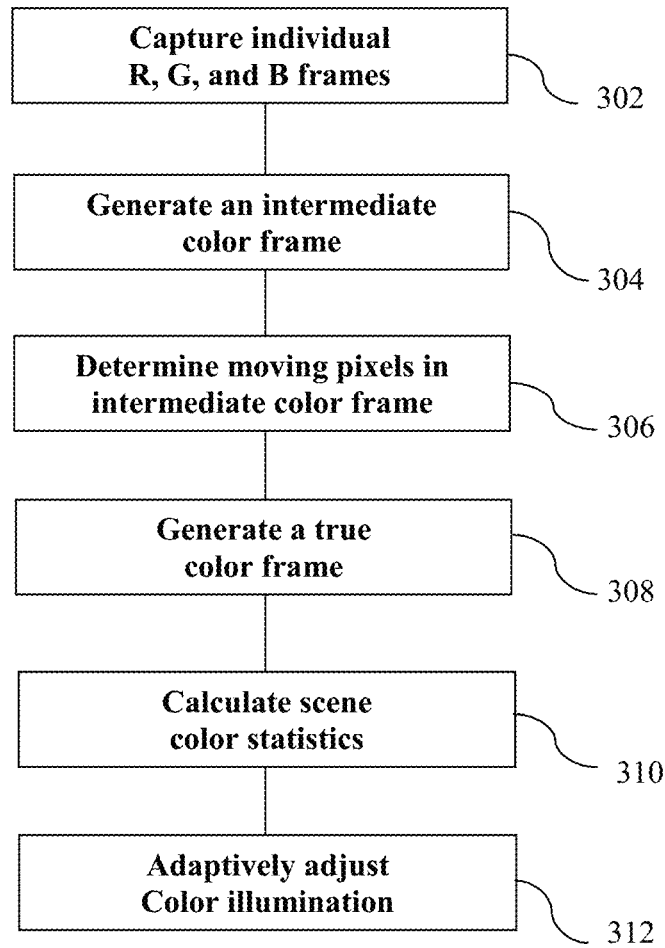 Capture individual
R, G, and B frames
302
Generate an intermediate
color frame
304
Determine moving pixels in
intermediate color frame
306
Generate a true
color frame
308
Calculate scene
color statistics
310
Adaptively adjust
Color illumination
312